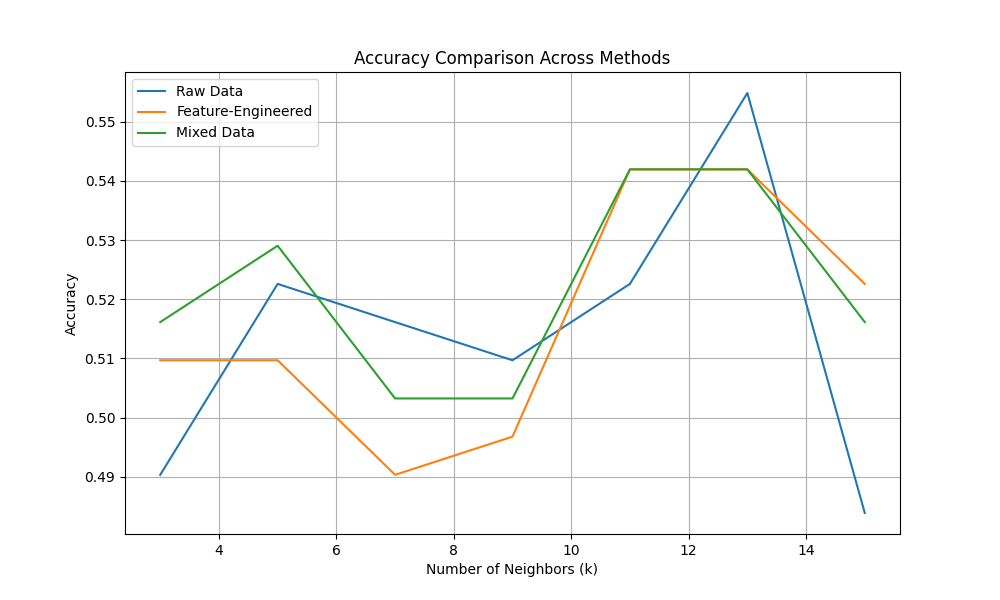 Accuracy Comparison Across Methods
Raw Data
Feature-Engineered
Mixed Data
0.55
0.54
0.53
0.52
0.51
0.50
0.49
Accuracy
4 6 8 10 12 14
Number of Neighbors (k)